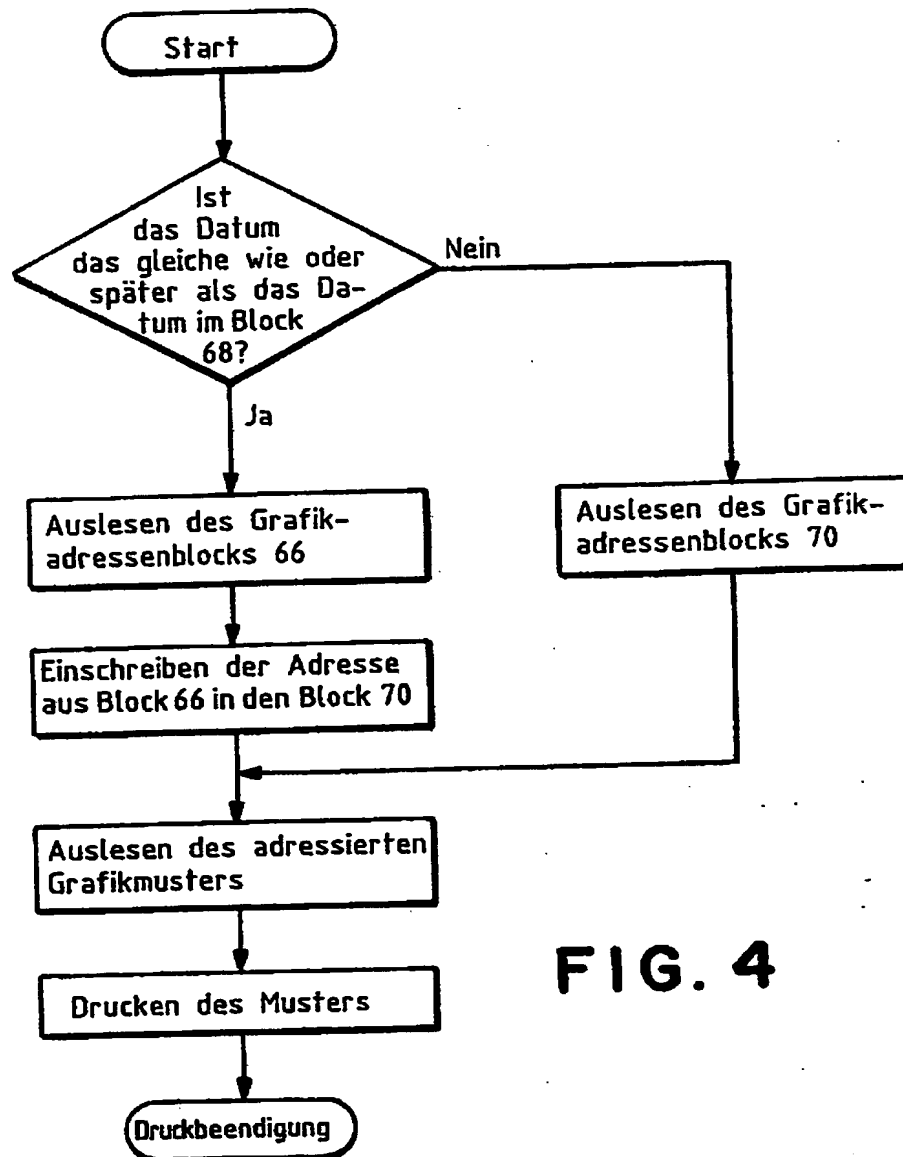 Start
Ist
das Datum
das gleiche wie oder
später als das Da-
tum im Block
68?
Nein
Ja
Auslesen des Grafik-
adressenblocks 66
Auslesen des Grafik-
adressenblocks 70
Einschreiben der Adresse
aus Block 66 in den Block 70
Auslesen des adressierten
Grafikmusters
Drucken des Musters
FIG. 4
Druckbeendigung